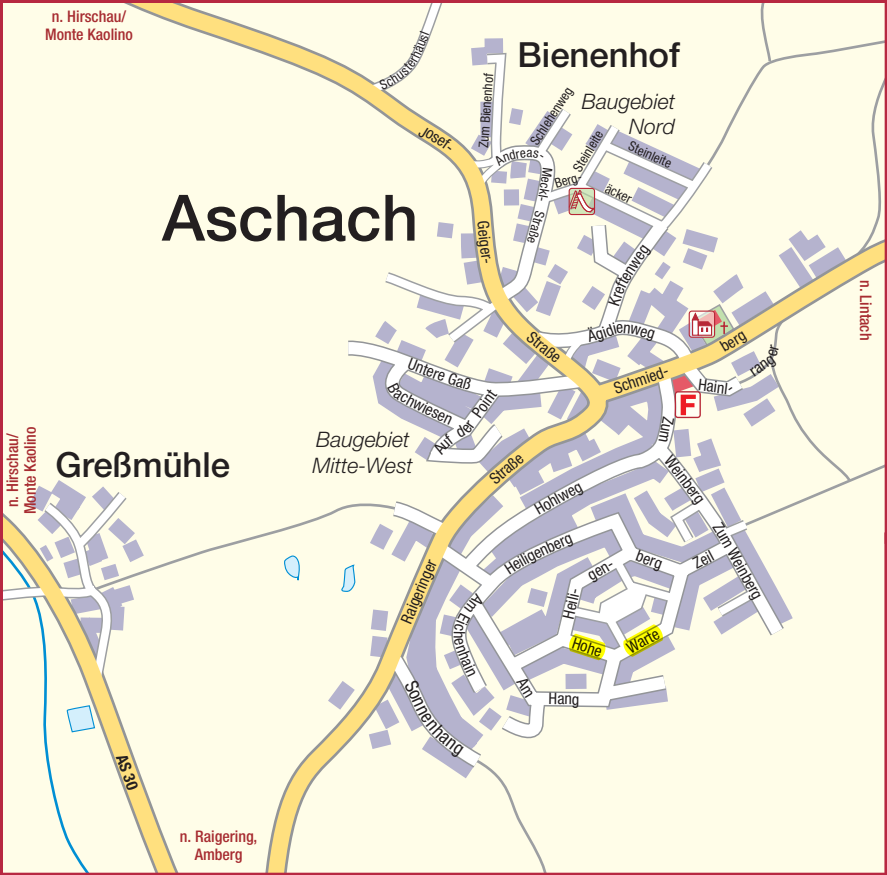 n. Hirschau/
Monte Kaolino
Schusterhäusl
Bienenhof
Baugebiet
Nord
Zum Bienenhof
Schlehenweg
Josef-
Andreas-
Steinleite
Steinleite
Berg-
äcker
Meckl-
Straße
Aschach
Geiger-
Kreftenweg
n. Lintach
Straße
Ägidienweg
berg
Schmied-
Hainl-
ranger
F
Untere Gaß
Bachwiesen
Auf der Point
Baugebiet
Mitte-West
Zum
Weinberg
n. Hirschau/
Monte Kaolino
Greßmühle
Straße
Hohlweg
Zum Weinberg
Heiligenberg
Heili-
gen-
berg
Zeil
Raigeringer
Am Eichenhain
Hohe
Warte
Am
Hang
Sonnenhang
AS 30
n. Raigering,
Amberg